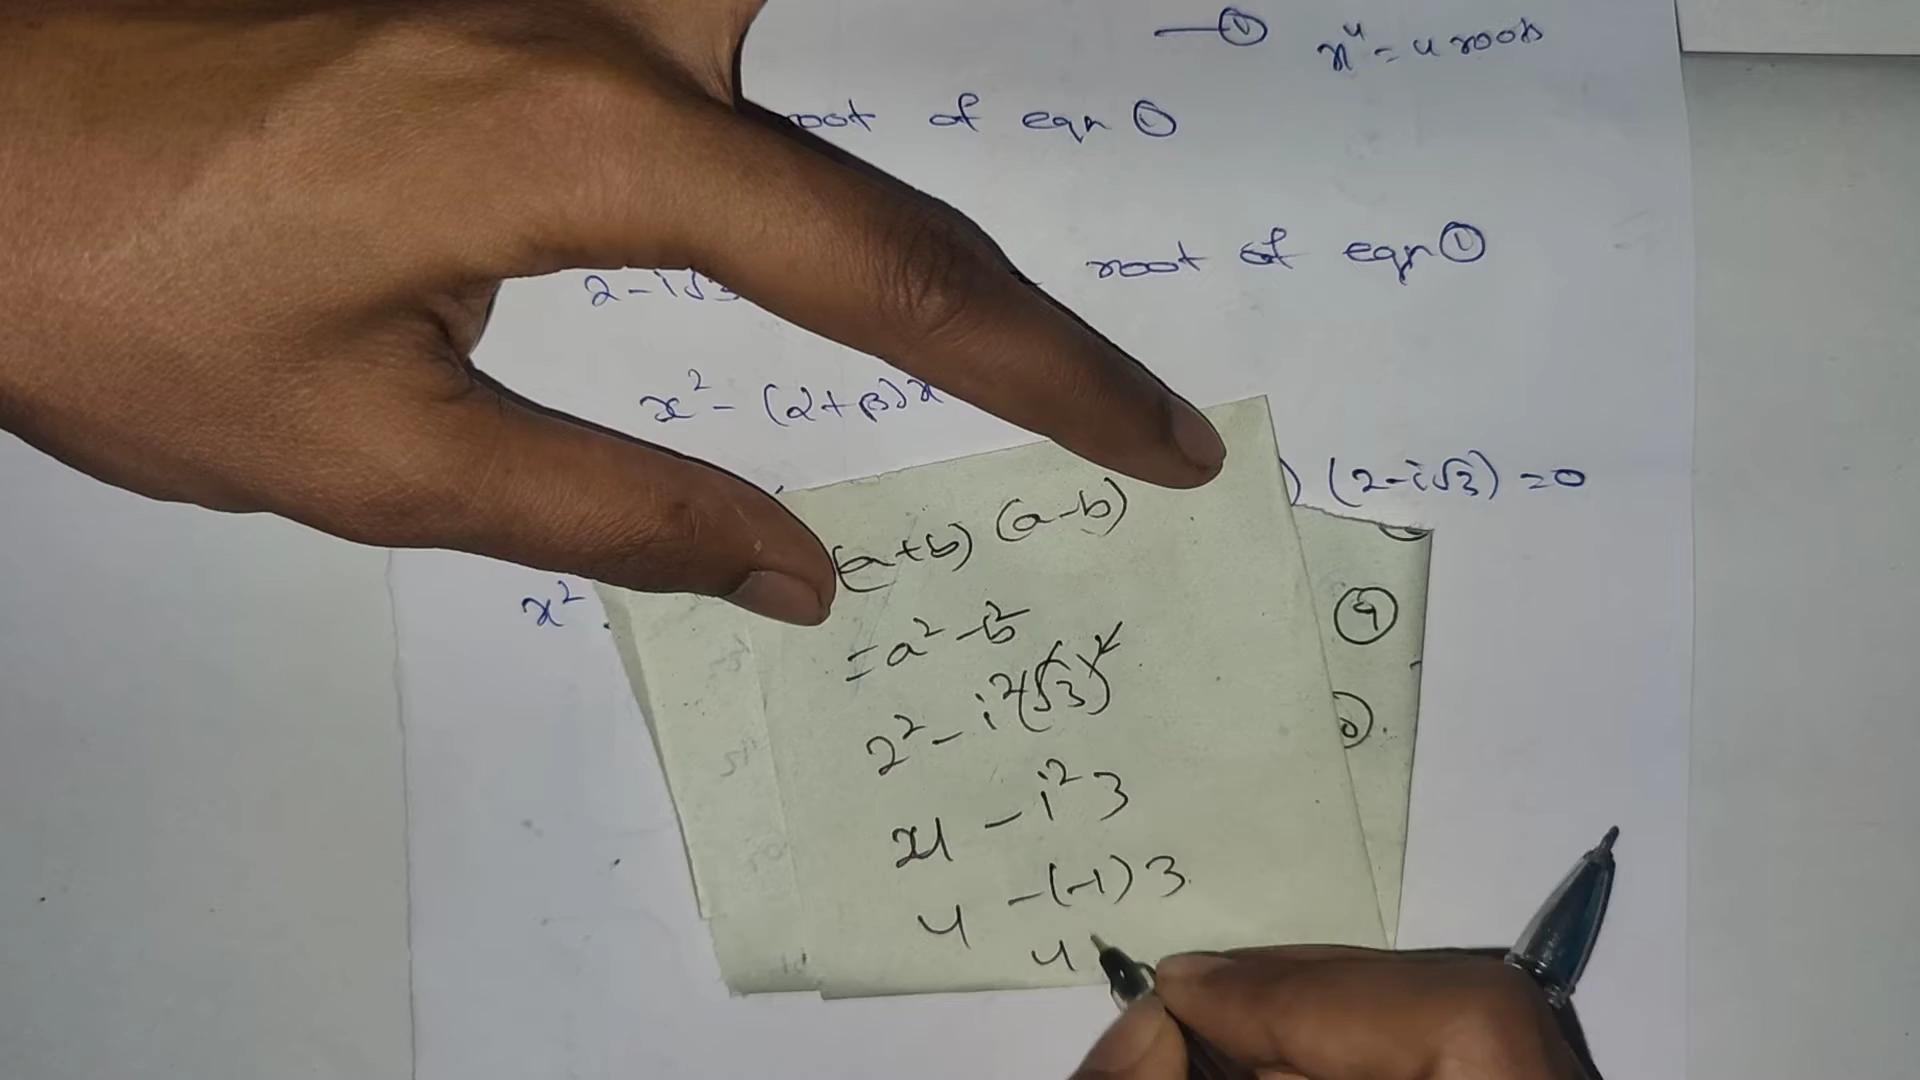 —① x⁴ = 4 roots
root of eqn ①
2-i√3 root of eqn ①
x² - (α+β)x
) (2-i√3) = 0
(a+b) (a-b)
x²
= a² - b²
④
2² - i²(√3)²
4 - i² 3
4 - (-1) 3
4